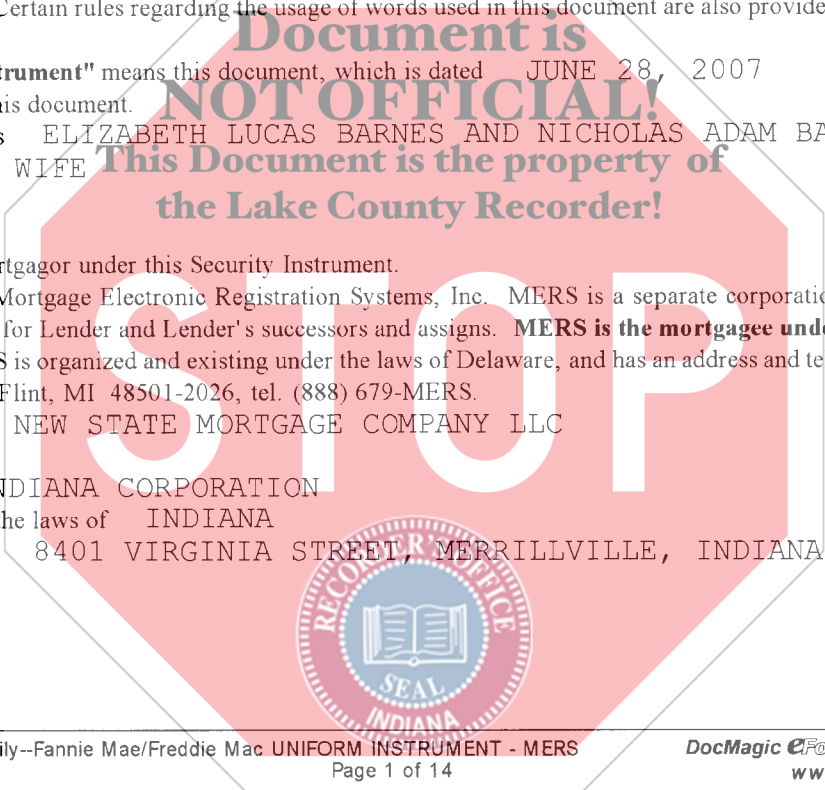 Certain rules regarding the usage of words used in this document are also provide
Document is
trument" means this document, which is dated JUNE 28, 2007
his document.
NOT OFFICIAL!
s ELIZABETH LUCAS BARNES AND NICHOLAS ADAM BA
WIFE
This Document is the property of
the Lake County Recorder!
rtgagor under this Security Instrument.
Mortgage Electronic Registration Systems, Inc. MERS is a separate corporatio
for Lender and Lender's successors and assigns. MERS is the mortgagee und
S is organized and existing under the laws of Delaware, and has an address and te
Flint, MI 48501-2026, tel. (888) 679-MERS.
STOP
NEW STATE MORTGAGE COMPANY LLC
NDIANA CORPORATION
the laws of INDIANA
8401 VIRGINIA STREET, MERRILLVILLE, INDIANA
RECORDER'S OFFICE
SEAL
INDIANA
ily--Fannie Mae/Freddie Mac UNIFORM INSTRUMENT - MERS
Page 1 of 14
DocMagic eFo
ww